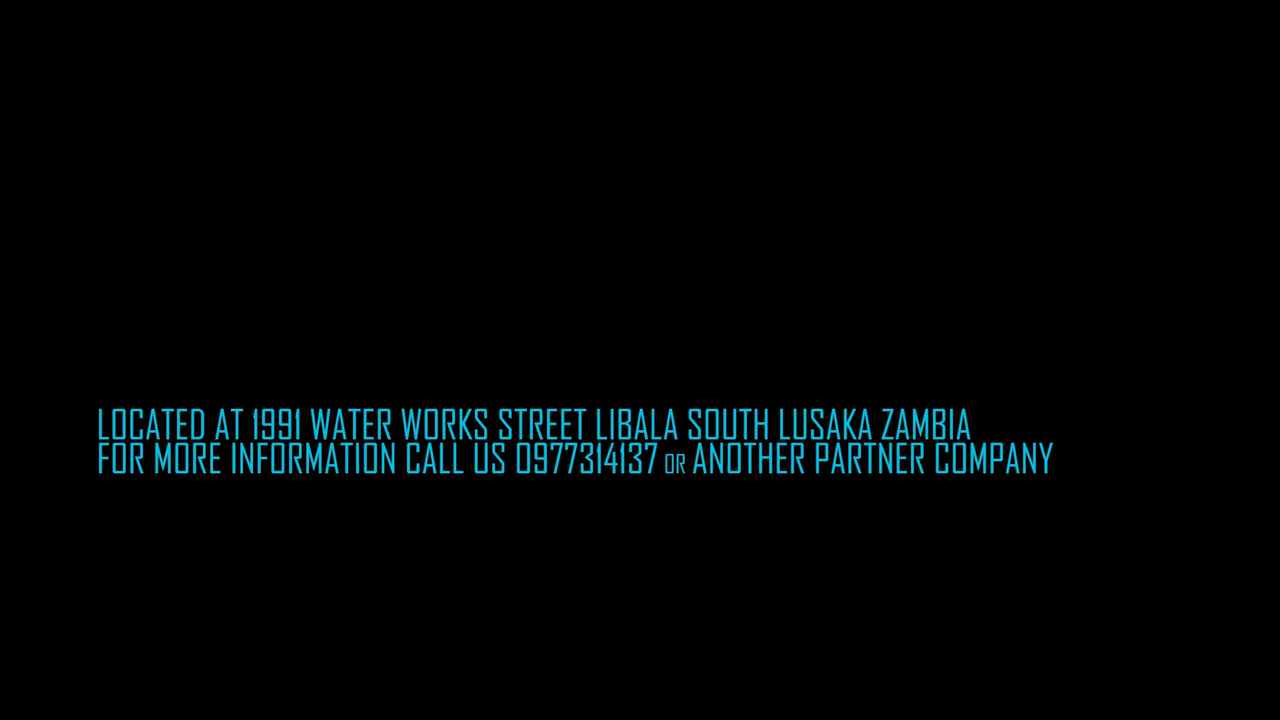 LOCATED AT 1991 WATER WORKS STREET LIBALA SOUTH LUSAKA ZAMBIA
FOR MORE INFORMATION CALL US 0977314137 OR ANOTHER PARTNER COMPANY